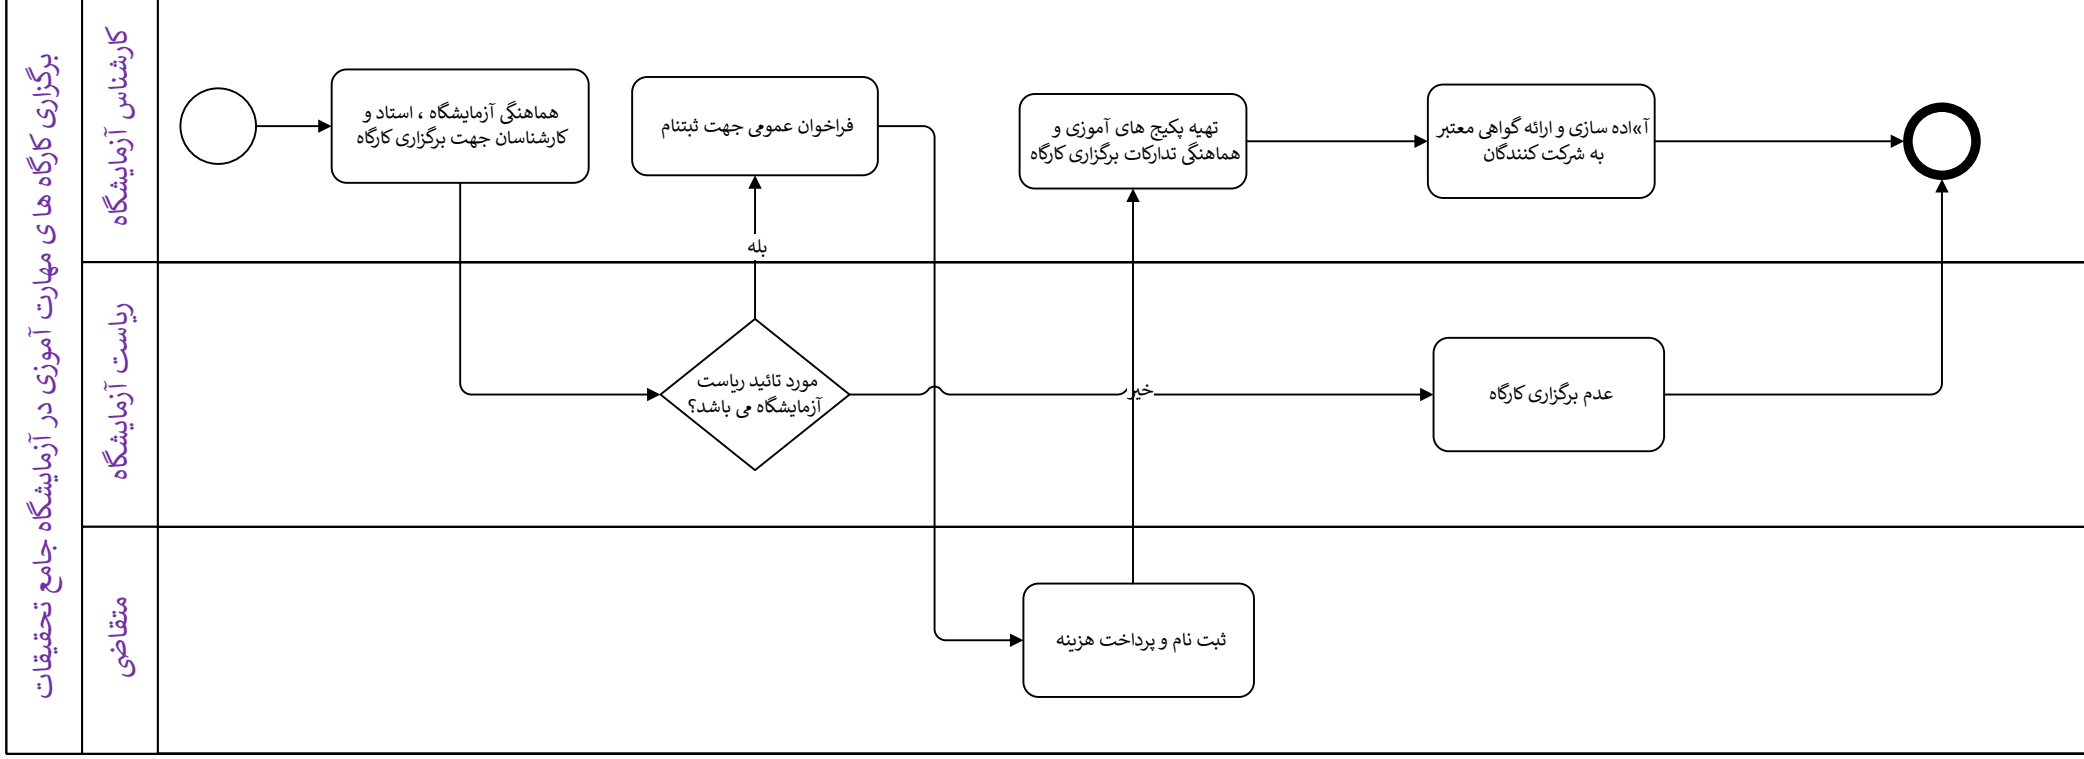 برگزاری کارگاه ها ی مهارت آموزی در آزمایشگاه جامع تحقیقات
کارشناس آزمایشگاه
هماهنگی آزمایشگاه ، استاد و
کارشناسان جهت برگزاری کارگاه
فراخوان عمومی جهت ثبتنام
تهیه پکیج های آموزی و
هماهنگی تدارکات برگزاری کارگاه
آ»اده سازی و ارائه گواهی معتبر
به شرکت کنندگان
بله
ریاست آزمایشگاه
مورد تائید ریاست
آزمایشگاه می باشد؟
خیر
عدم برگزاری کارگاه
متقاضی
ثبت نام و پرداخت هزینه